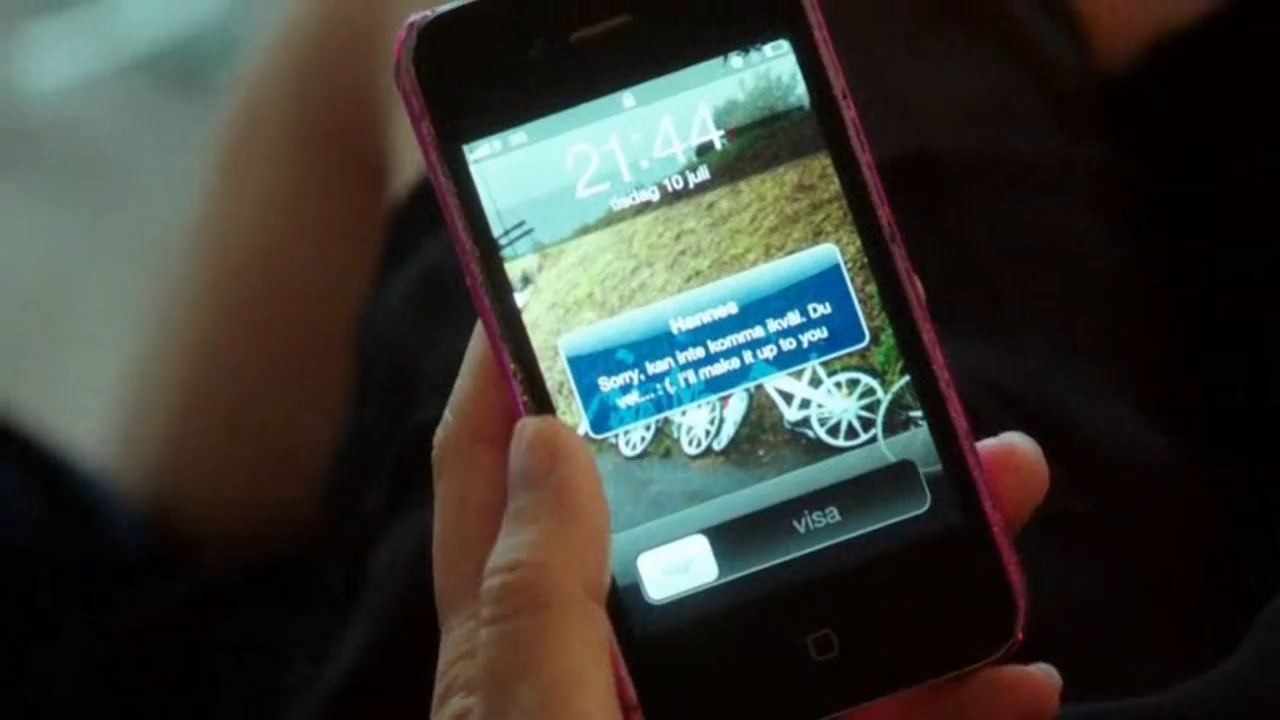 21:44
tisdag 10 juli
Hannes
Sorry, kan inte komma ikväl. Du
vet... :(. I'll make it up to you
visa